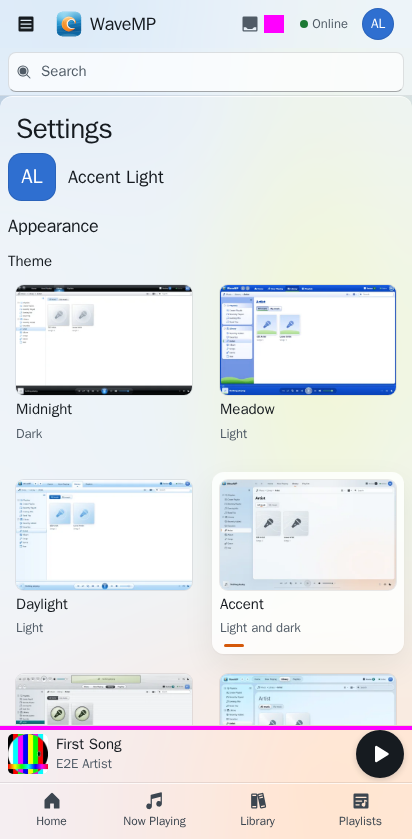 WaveMP
Online
AL
Search
Settings
AL
Accent Light
Appearance
Theme
Midnight
Dark
Meadow
Light
Daylight
Light
Accent
Light and dark
First Song
E2E Artist
Home
Now Playing
Library
Playlists